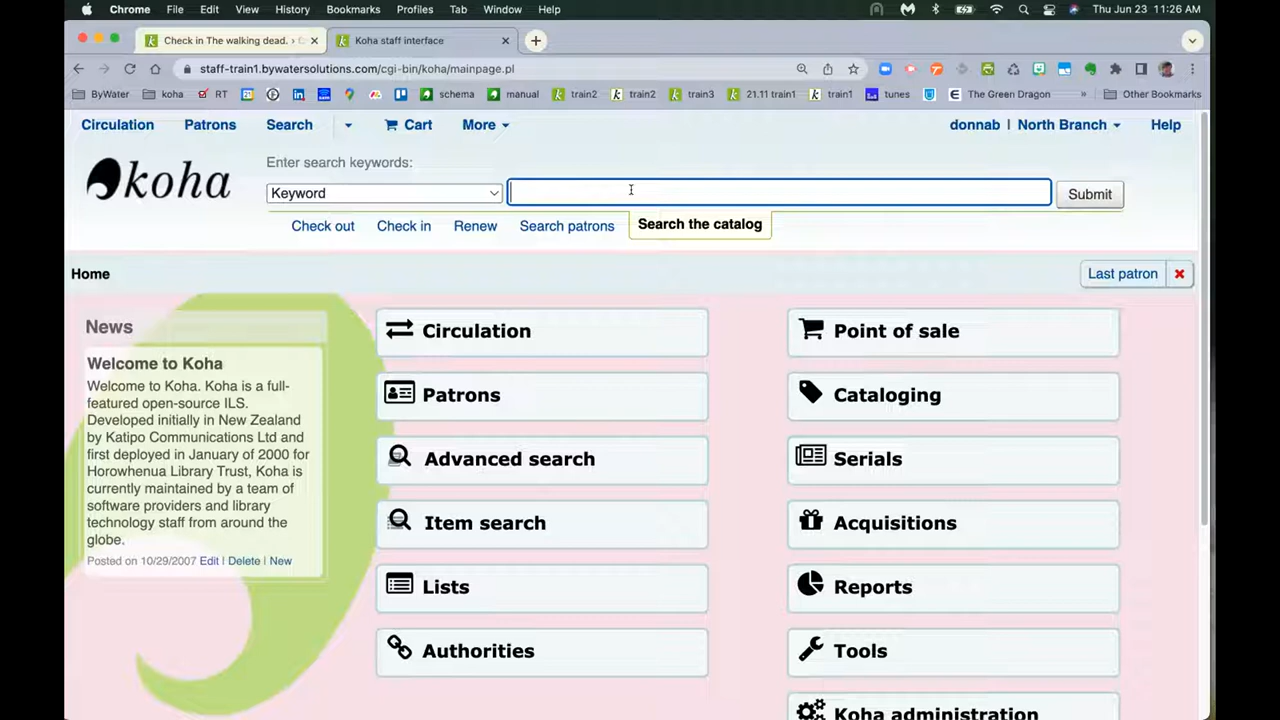 Chrome File Edit View History Bookmarks Profiles Tab Window Help Thu Jun 23 11:26 AM
Check in The walking dead. › C Koha staff interface
staff-train1.bywatersolutions.com/cgi-bin/koha/mainpage.pl
ByWater koha RT schema manual train2 train2 train3 21.11 train1 train1 tunes The Green Dragon » Other Bookmarks
Circulation Patrons Search Cart More donnab | North Branch Help
koha
Enter search keywords:
Keyword Submit
Check out Check in Renew Search patrons Search the catalog
Home Last patron
News
Welcome to Koha
Welcome to Koha. Koha is a full-
featured open-source ILS.
Developed initially in New Zealand
by Katipo Communications Ltd and
first deployed in January of 2000 for
Horowhenua Library Trust, Koha is
currently maintained by a team of
software providers and library
technology staff from around the
globe.
Posted on 10/29/2007 Edit | Delete | New
Circulation
Patrons
Advanced search
Item search
Lists
Authorities
Point of sale
Cataloging
Serials
Acquisitions
Reports
Tools
Koha administration